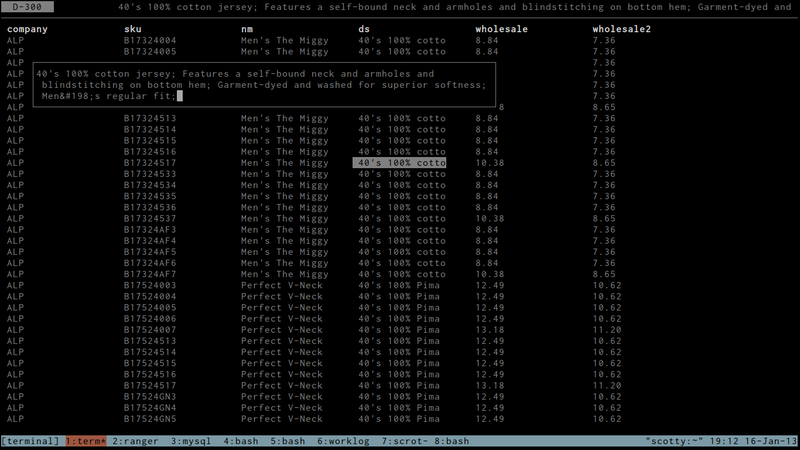 D-300 40's 100% cotton jersey; Features a self-bound neck and armholes and blindstitching on bottom hem; Garment-dyed and
company sku nm ds wholesale wholesale2
ALP B17324004 Men's The Miggy 40's 100% cotto 8.84 7.36
ALP B17324005 Men's The Miggy 40's 100% cotto 8.84 7.36
ALP 7.36
ALP 40's 100% cotton jersey; Features a self-bound neck and armholes and 7.36
ALP blindstitching on bottom hem; Garment-dyed and washed for superior softness; 7.36
ALP Men&#198;s regular fit; 7.36
ALP 8 8.65
ALP B17324513 Men's The Miggy 40's 100% cotto 8.84 7.36
ALP B17324514 Men's The Miggy 40's 100% cotto 8.84 7.36
ALP B17324515 Men's The Miggy 40's 100% cotto 8.84 7.36
ALP B17324516 Men's The Miggy 40's 100% cotto 8.84 7.36
ALP B17324517 Men's The Miggy 40's 100% cotto 10.38 8.65
ALP B17324533 Men's The Miggy 40's 100% cotto 8.84 7.36
ALP B17324534 Men's The Miggy 40's 100% cotto 8.84 7.36
ALP B17324535 Men's The Miggy 40's 100% cotto 8.84 7.36
ALP B17324536 Men's The Miggy 40's 100% cotto 8.84 7.36
ALP B17324537 Men's The Miggy 40's 100% cotto 10.38 8.65
ALP B17324AF3 Men's The Miggy 40's 100% cotto 8.84 7.36
ALP B17324AF4 Men's The Miggy 40's 100% cotto 8.84 7.36
ALP B17324AF5 Men's The Miggy 40's 100% cotto 8.84 7.36
ALP B17324AF6 Men's The Miggy 40's 100% cotto 8.84 7.36
ALP B17324AF7 Men's The Miggy 40's 100% cotto 10.38 8.65
ALP B17524003 Perfect V-Neck 40's 100% Pima 12.49 10.62
ALP B17524004 Perfect V-Neck 40's 100% Pima 12.49 10.62
ALP B17524005 Perfect V-Neck 40's 100% Pima 12.49 10.62
ALP B17524006 Perfect V-Neck 40's 100% Pima 12.49 10.62
ALP B17524007 Perfect V-Neck 40's 100% Pima 13.18 11.20
ALP B17524513 Perfect V-Neck 40's 100% Pima 12.49 10.62
ALP B17524514 Perfect V-Neck 40's 100% Pima 12.49 10.62
ALP B17524515 Perfect V-Neck 40's 100% Pima 12.49 10.62
ALP B17524516 Perfect V-Neck 40's 100% Pima 12.49 10.62
ALP B17524517 Perfect V-Neck 40's 100% Pima 13.18 11.20
ALP B17524GN3 Perfect V-Neck 40's 100% Pima 12.49 10.62
ALP B17524GN4 Perfect V-Neck 40's 100% Pima 12.49 10.62
ALP B17524GN5 Perfect V-Neck 40's 100% Pima 12.49 10.62
[terminal] 1:term* 2:ranger 3:mysql 4:bash 5:bash 6:worklog 7:scrot- 8:bash "scotty:~" 19:12 16-Jan-13